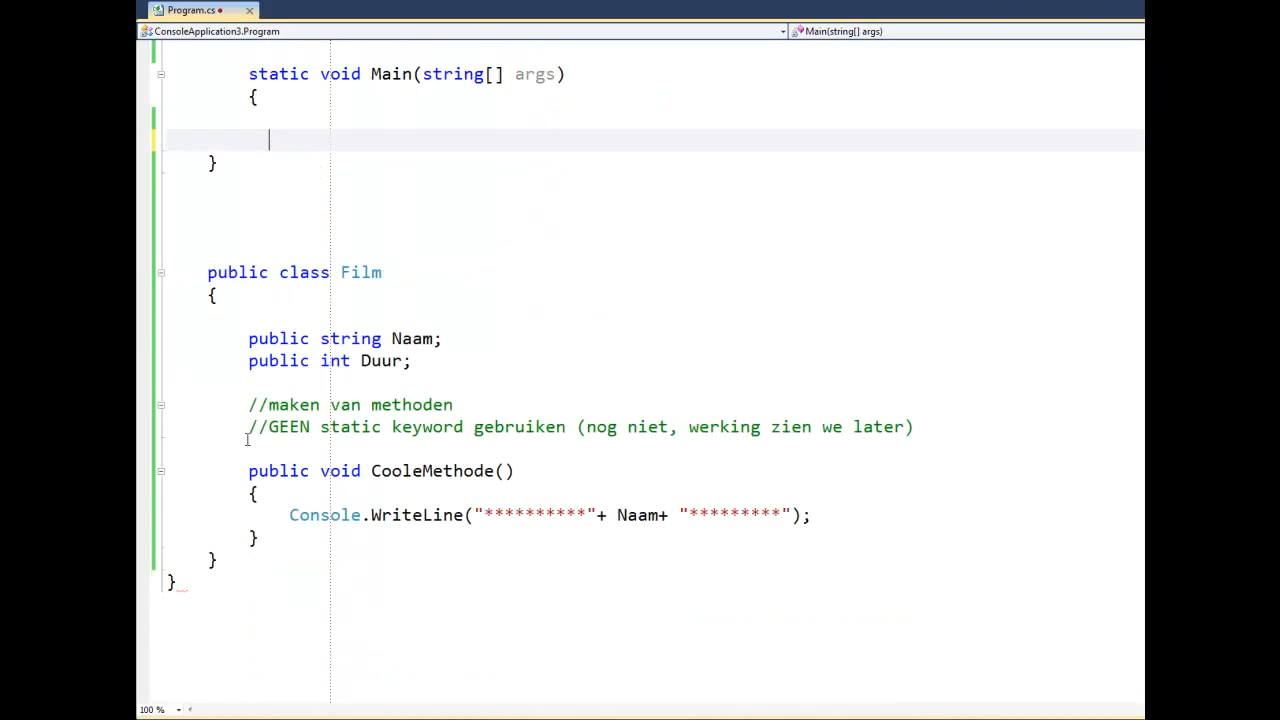 Program.cs
ConsoleApplication3.Program
Main(string[] args)
static void Main(string[] args)
{
}
public class Film
{
public string Naam;
public int Duur;
//maken van methoden
//GEEN static keyword gebruiken (nog niet, werking zien we later)
public void CooleMethode()
{
Console.WriteLine("**********"+ Naam+ "*********");
}
}
}
100 %